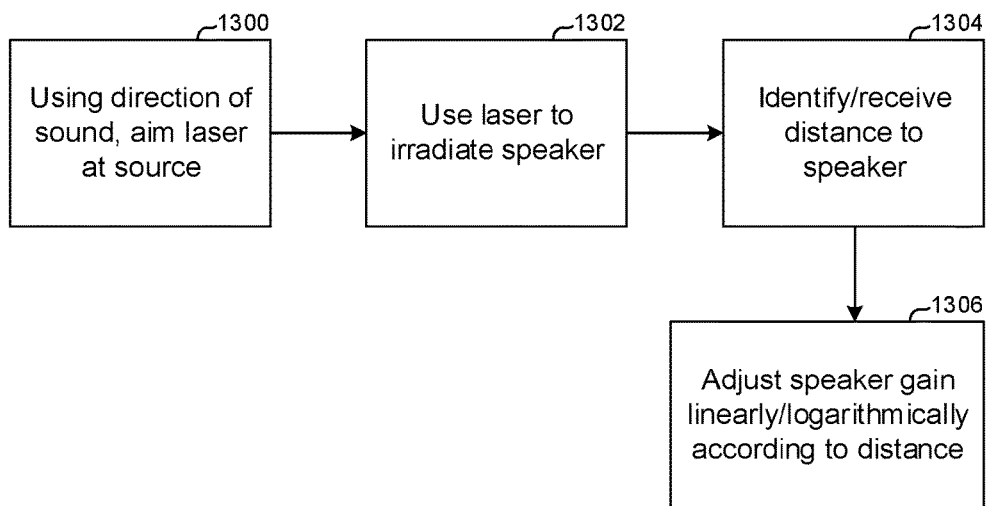 1300
Using direction of
sound, aim laser
at source
1302
Use laser to
irradiate speaker
1304
Identify/receive
distance to
speaker
1306
Adjust speaker gain
linearly/logarithmically
according to distance